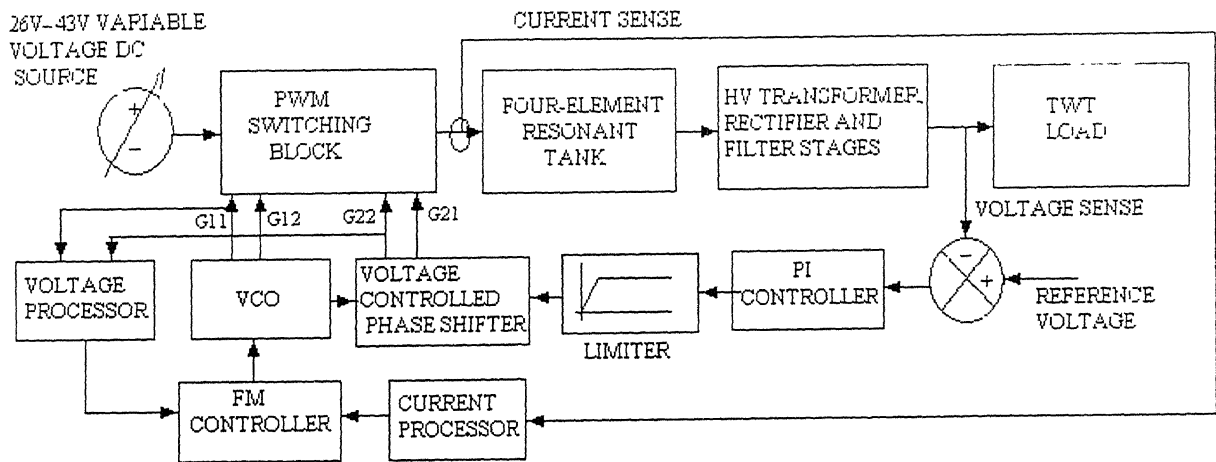 26V-43V VARIABLE
VOLTAGE DC
SOURCE
CURRENT SENSE
PWM
SWITCHING
BLOCK
FOUR-ELEMENT
RESONANT
TANK
HV TRANSFORMER,
RECTIFIER AND
FILTER STAGES
TWT
LOAD
G11
G12
G22
G21
VOLTAGE SENSE
VOLTAGE
PROCESSOR
VCO
VOLTAGE
CONTROLLED
PHASE SHIFTER
LIMITER
PI
CONTROLLER
REFERENCE
VOLTAGE
FM
CONTROLLER
CURRENT
PROCESSOR